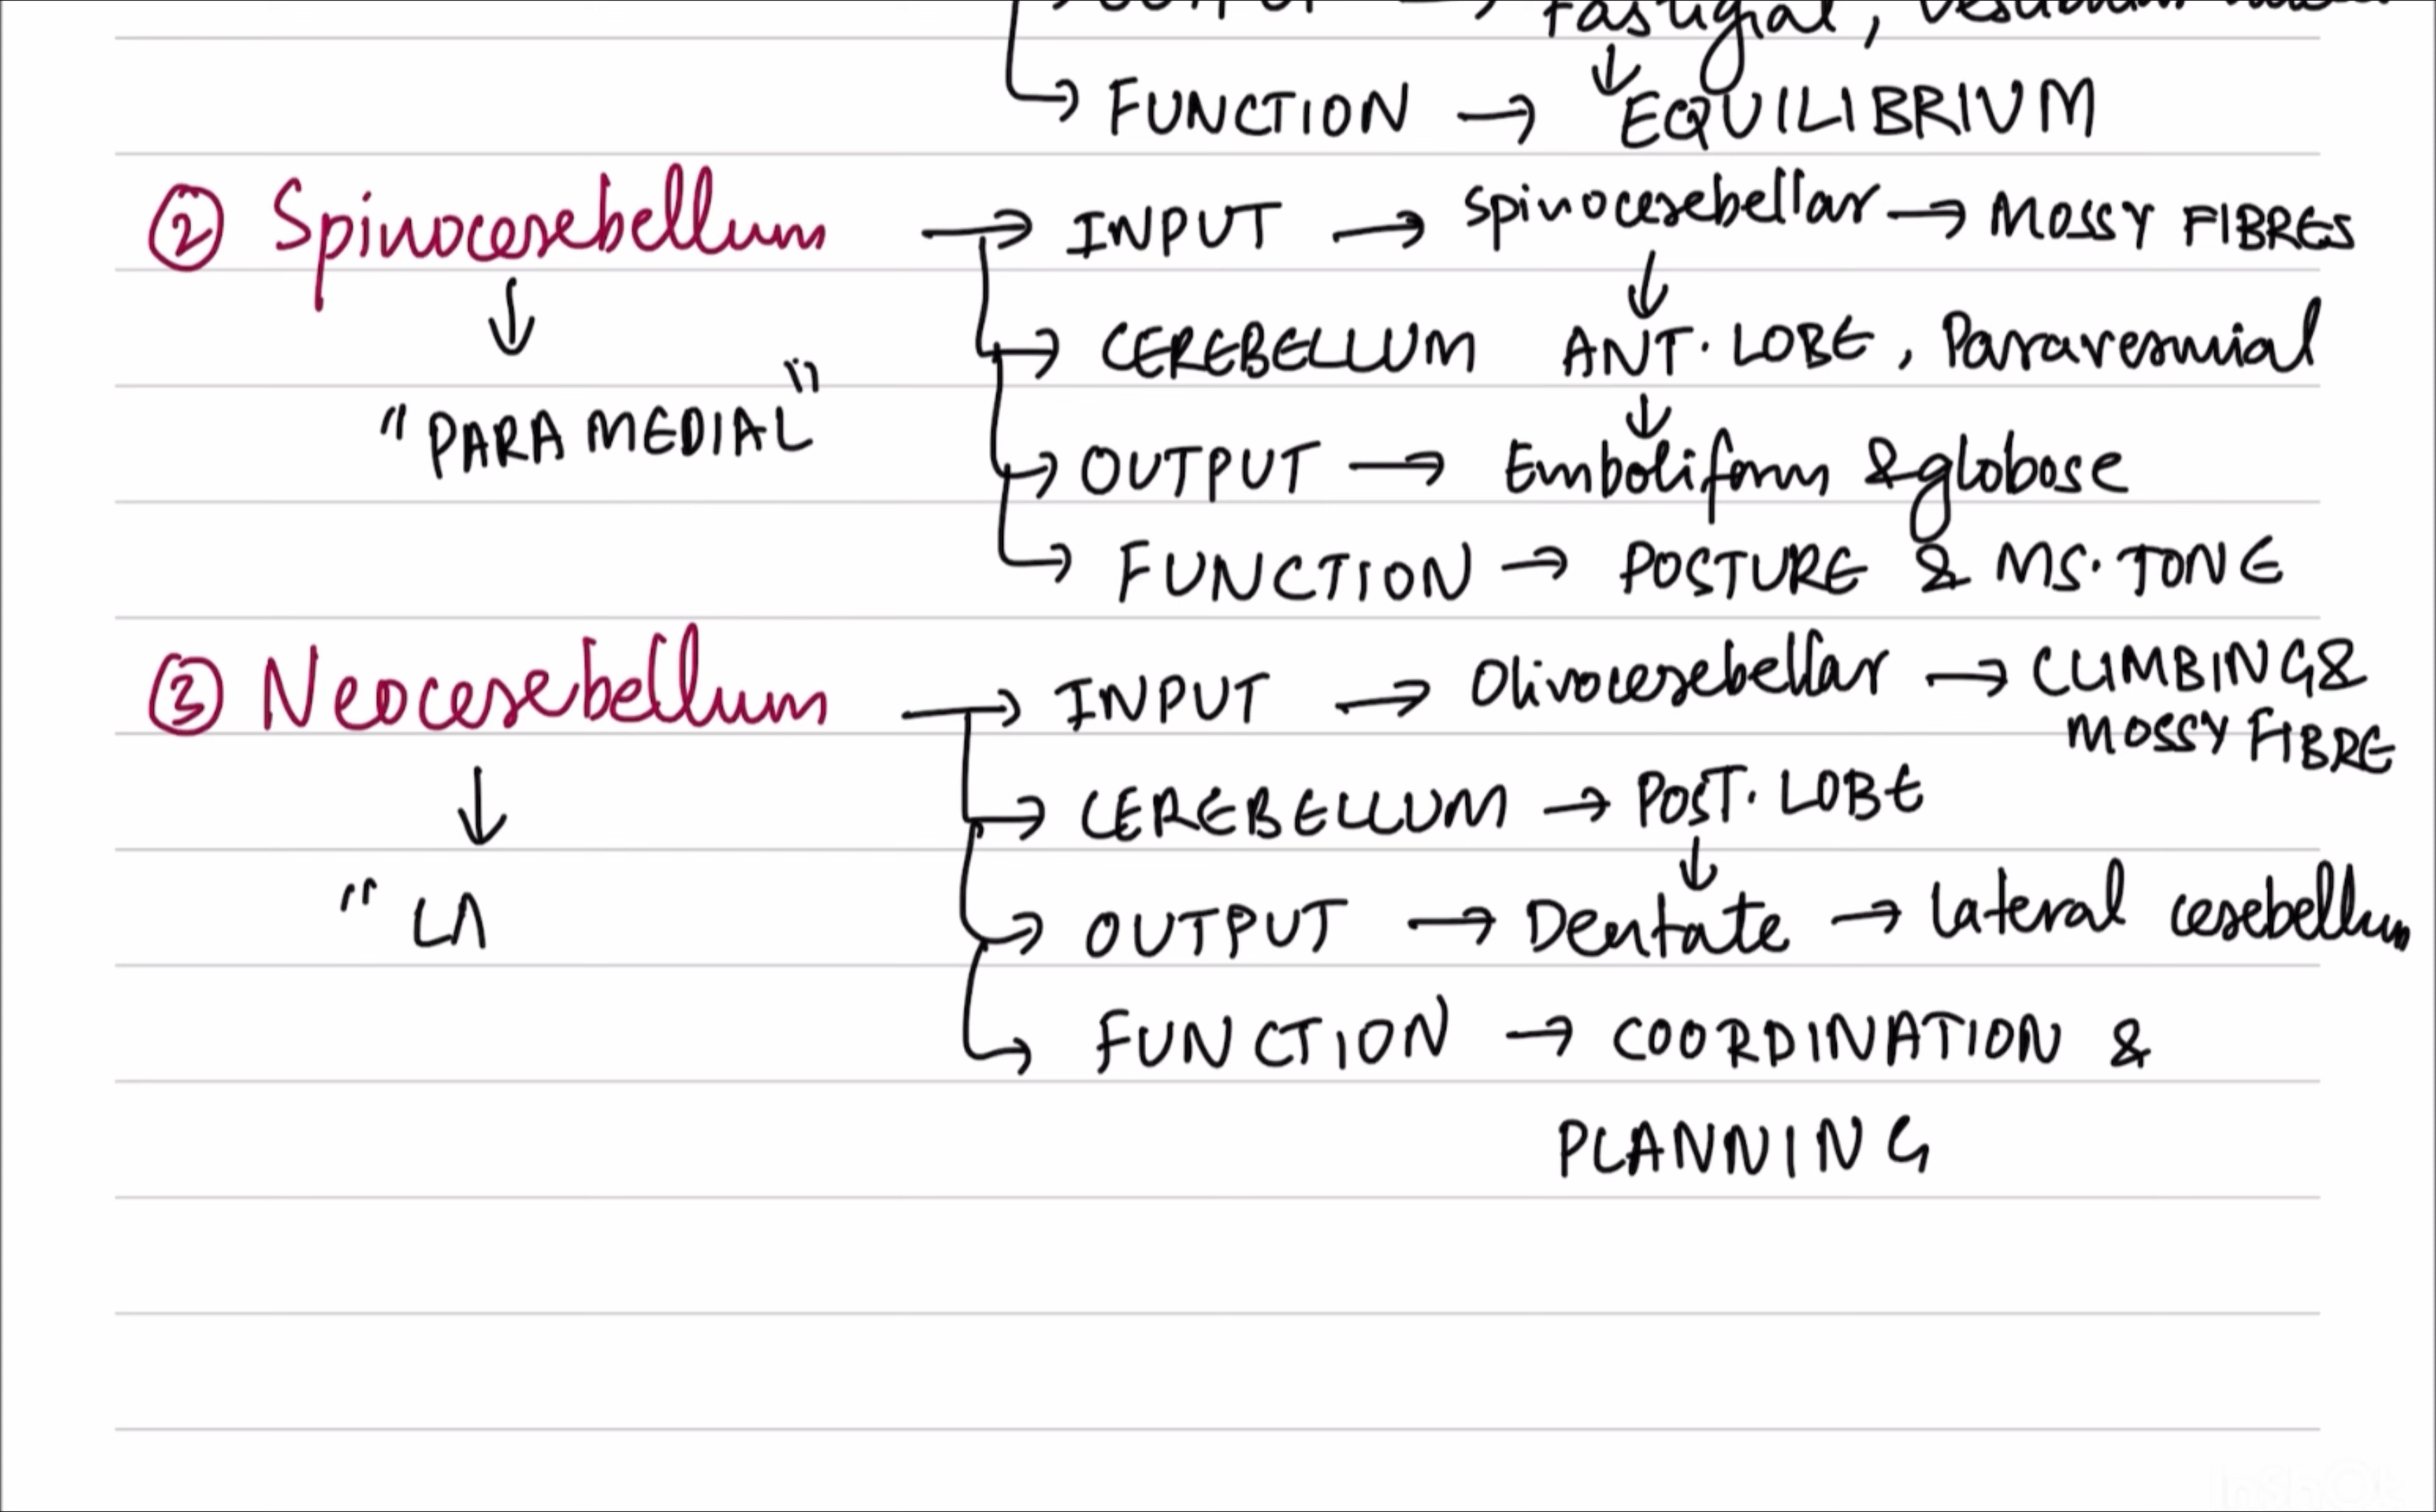 Fastigial,
FUNCTION → EQUILIBRIUM
② Spinocerebellum → INPUT → spinocerebellar → MOSSY FIBRES
CEREBELLUM ANT. LOBE, Paravermial
"PARAMEDIAL"
OUTPUT → Emboliform & globose
FUNCTION → POSTURE & MS. TONE
③ Neocerebellum → INPUT → Olivocerebellar → CLIMBING &
MOSSY FIBRE
CEREBELLUM → POST. LOBE
"LA
OUTPUT → Dentate → lateral cerebellum
FUNCTION → COORDINATION &
PLANNING